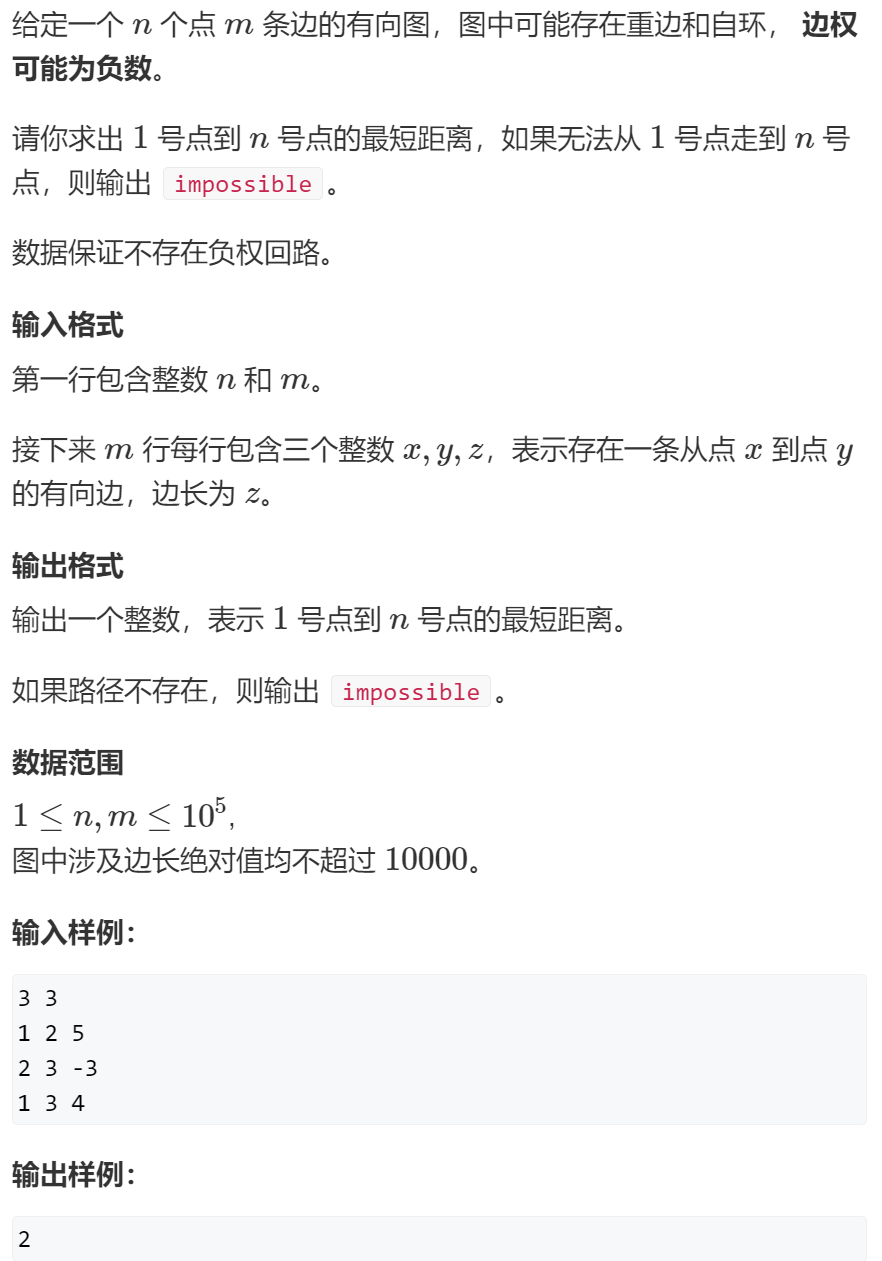 给定一个 n 个点 m 条边的有向图，图中可能存在重边和自环， 边权
可能为负数。
请你求出 1 号点到 n 号点的最短距离，如果无法从 1 号点走到 n 号
点，则输出 impossible 。
数据保证不存在负权回路。
输入格式
第一行包含整数 n 和 m。
接下来 m 行每行包含三个整数 x, y, z，表示存在一条从点 x 到点 y
的有向边，边长为 z。
输出格式
输出一个整数，表示 1 号点到 n 号点的最短距离。
如果路径不存在，则输出 impossible 。
数据范围
1 ≤ n, m ≤ 10⁵,
图中涉及边长绝对值均不超过 10000。
输入样例：
3 3
1 2 5
2 3 -3
1 3 4
输出样例：
2